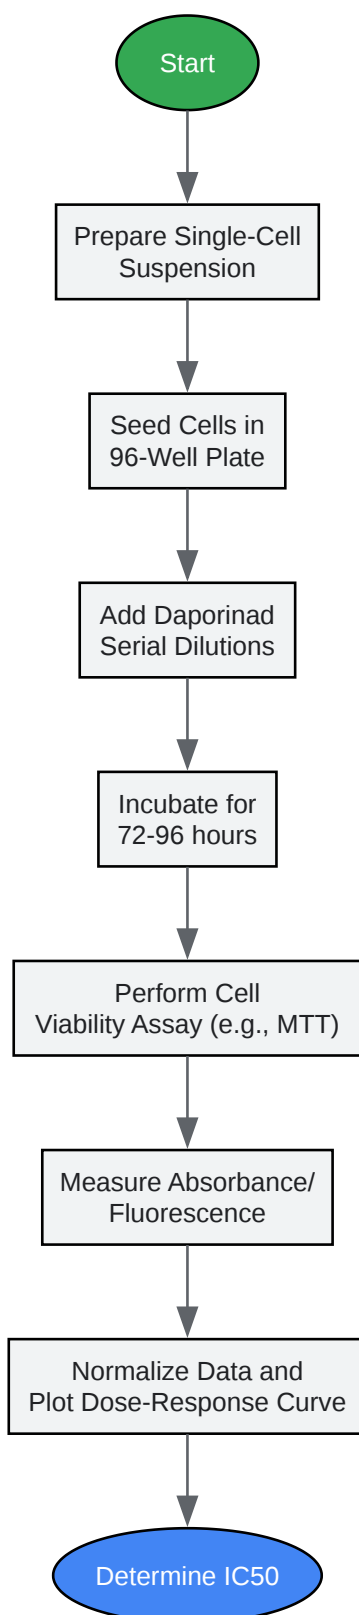 Start
Prepare Single-Cell
Suspension
Seed Cells in
96-Well Plate
Add Daporinad
Serial Dilutions
Incubate for
72-96 hours
Perform Cell
Viability Assay (e.g., MTT)
Measure Absorbance/
Fluorescence
Normalize Data and
Plot Dose-Response Curve
Determine IC50